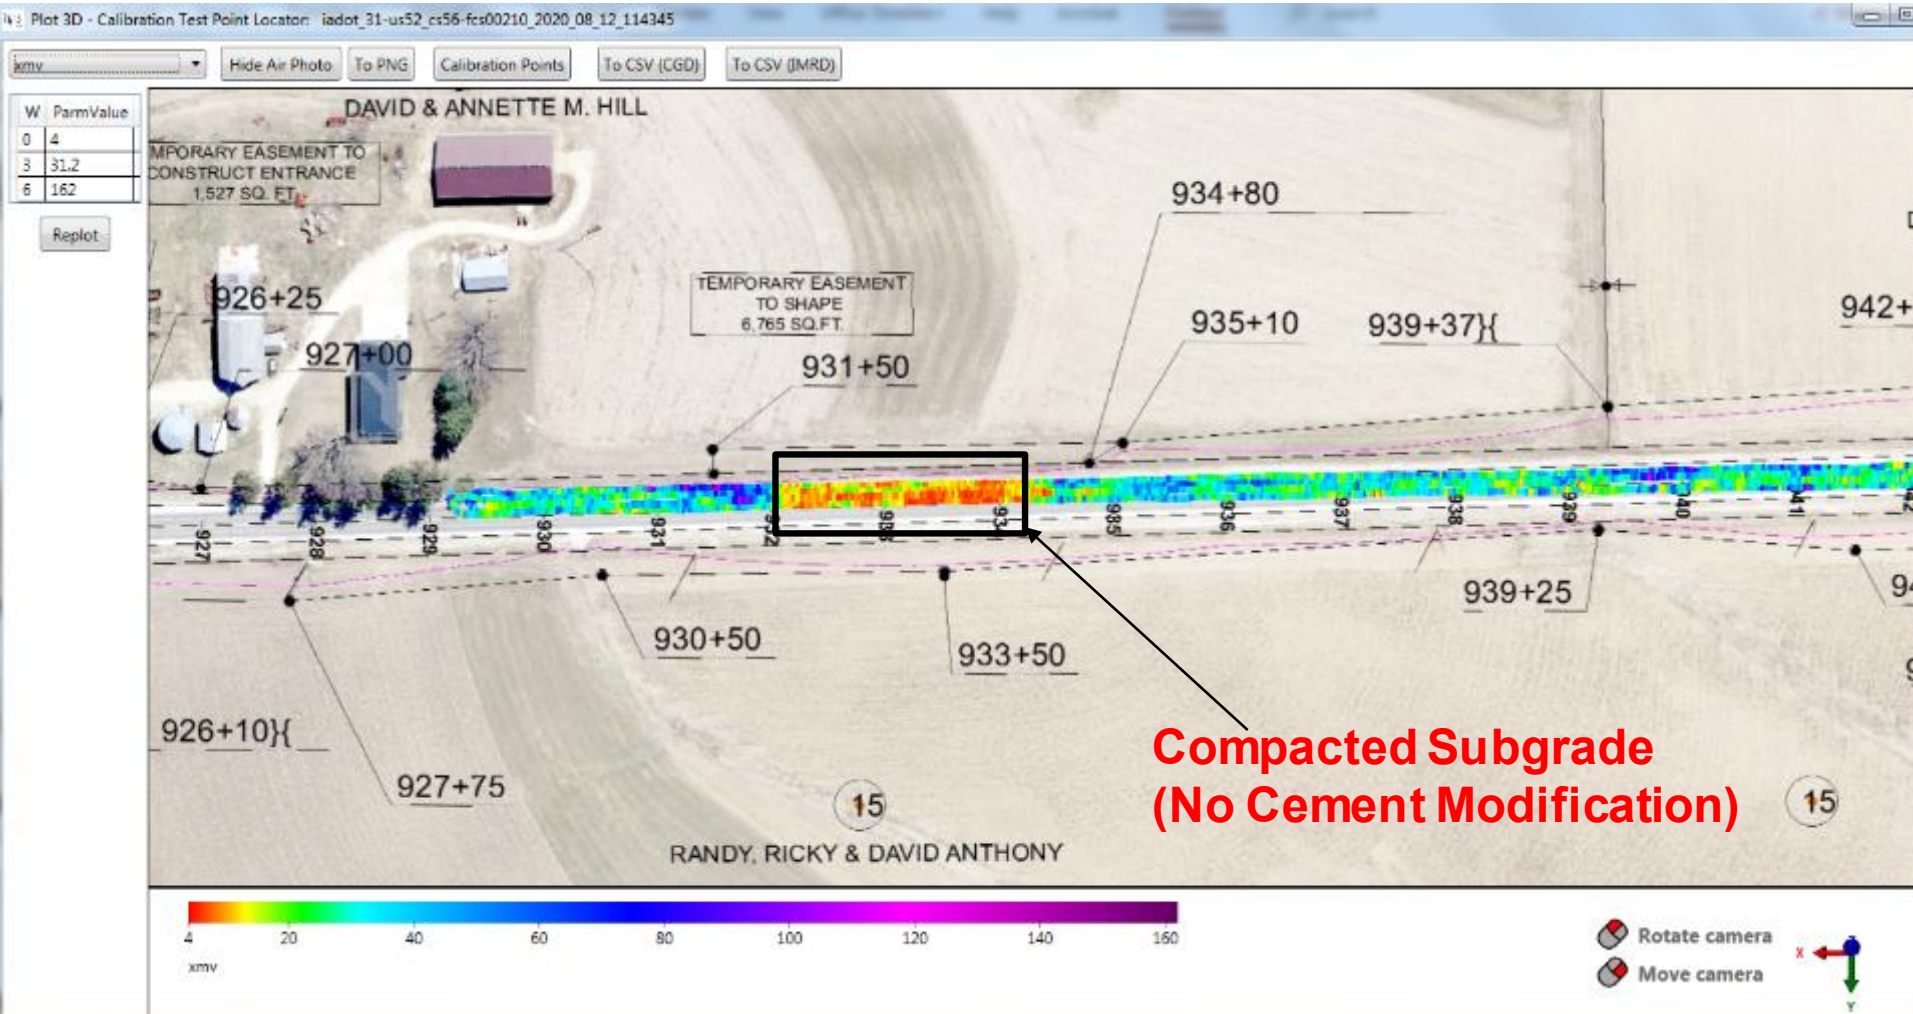 Plot 3D - Calibration Test Point Locator: iadot_31-us52_cs56-fcs00210_2020_08_12_114345
xmv
Hide Air Photo
To PNG
Calibration Points
To CSV (CGD)
To CSV (JMRD)
W ParmValue
0 4
3 31.2
6 162
Replot
DAVID & ANNETTE M. HILL
MPORARY EASEMENT TO
CONSTRUCT ENTRANCE
1,527 SQ. FT.
934+80
926+25
TEMPORARY EASEMENT
TO SHAPE
6,765 SQ.FT.
935+10
939+37}{
942+
927+00
931+50
927 928 929 930 931 932 933 934 935 936 937 938 939 940 941
939+25
94
930+50
933+50
926+10}{
927+75
Compacted Subgrade
(No Cement Modification)
15
15
RANDY, RICKY & DAVID ANTHONY
4 20 40 60 80 100 120 140 160
xmv
Rotate camera
Move camera
X
Y